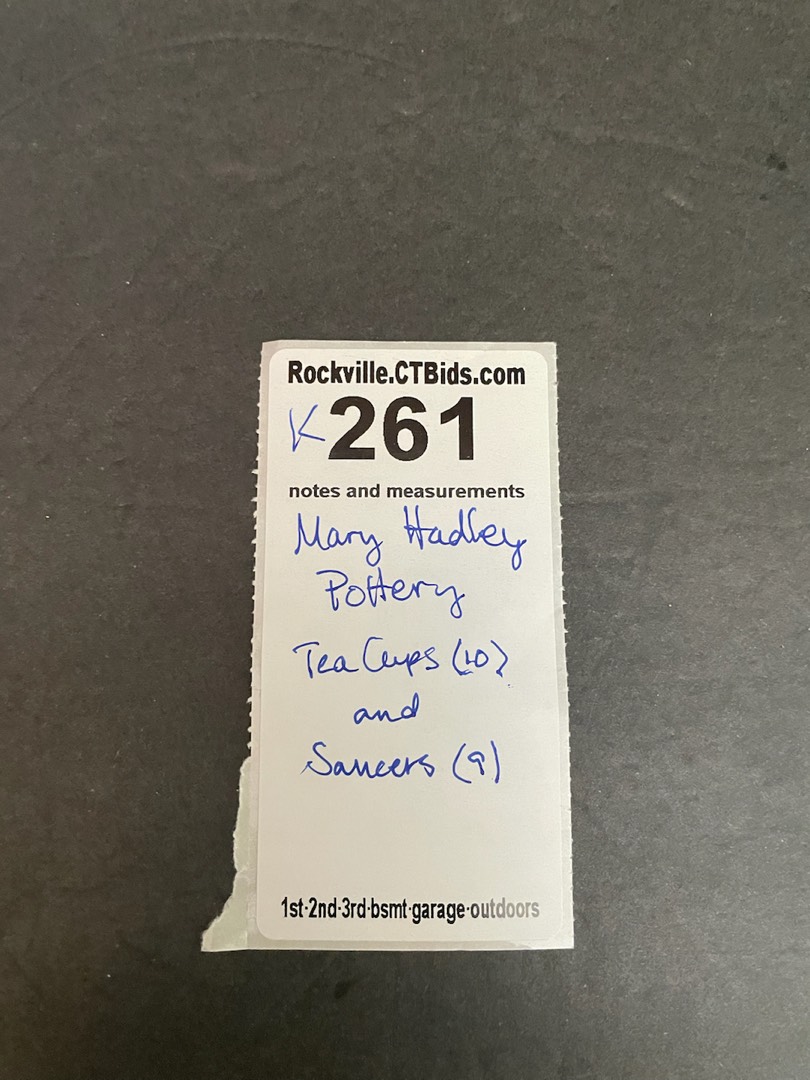 Rockville.CTBids.com
K261
notes and measurements
Mary Hadley
Pottery
Tea Cups (10)
and
Saucers (9)
1st·2nd·3rd·bsmt·garage·outdoors